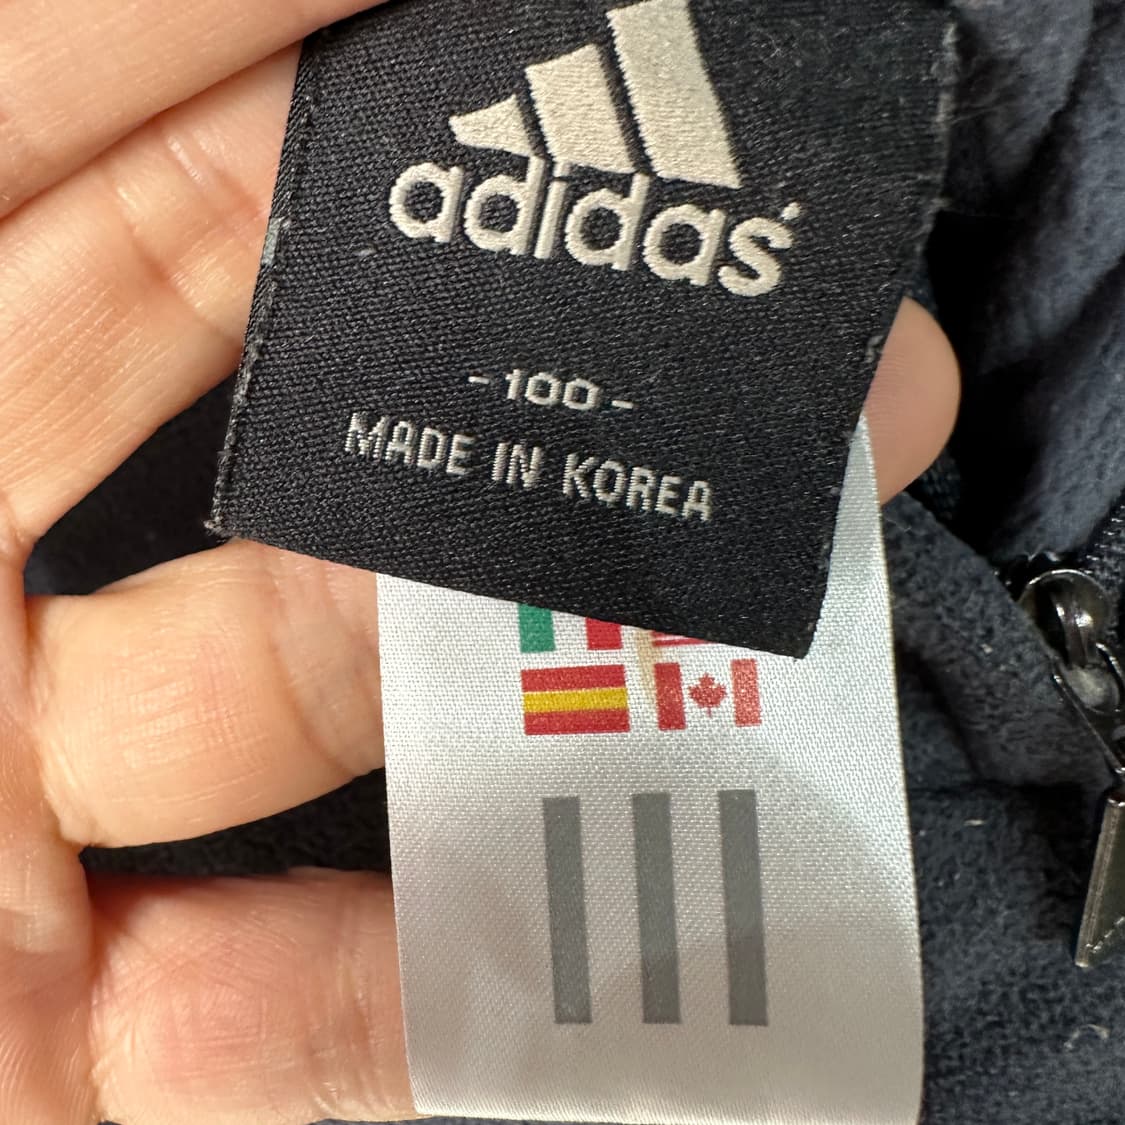 adidas
- 100 -
MADE IN KOREA